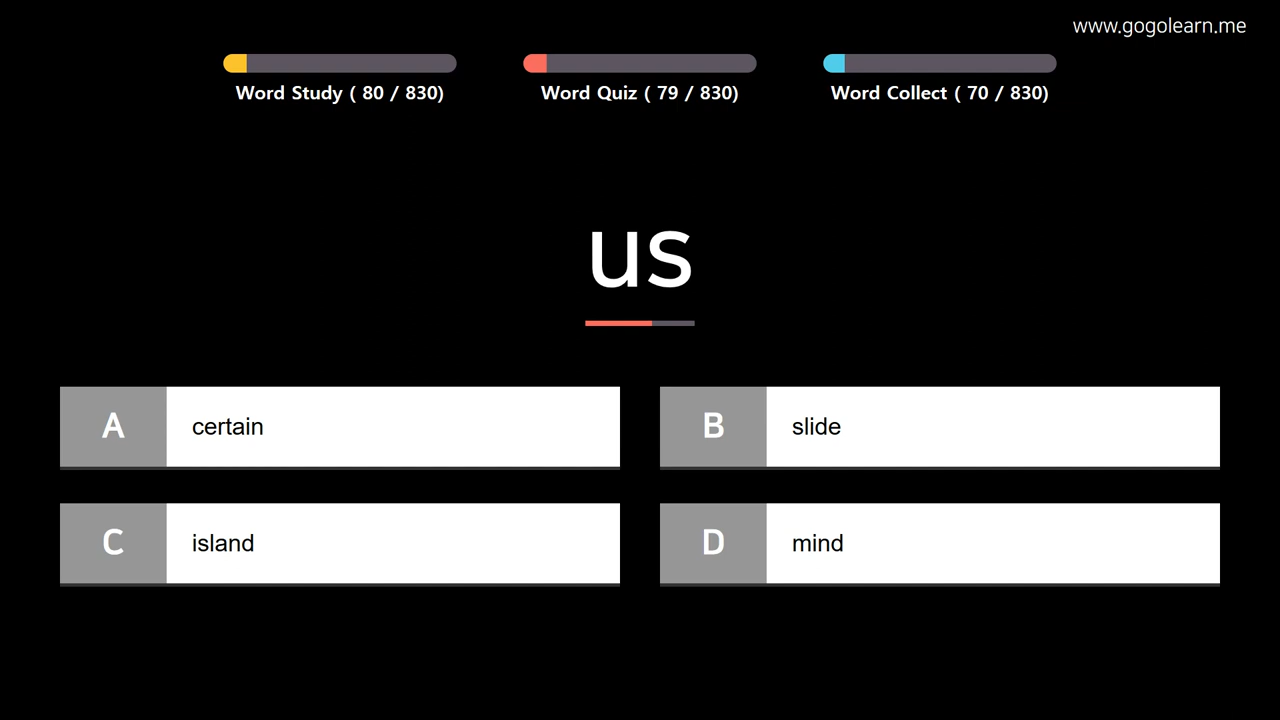 www.gogolearn.me
Word Study ( 80 / 830)
Word Quiz ( 79 / 830)
Word Collect ( 70 / 830)
us
A certain
B slide
C island
D mind